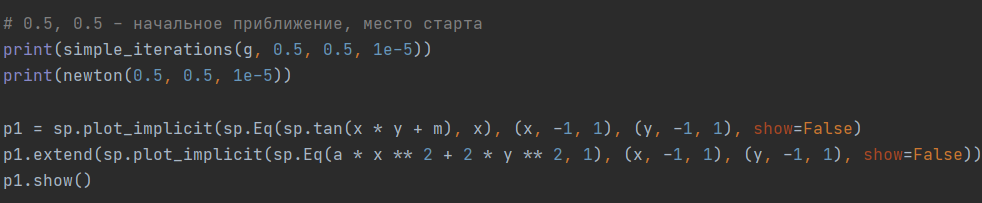 # 0.5, 0.5 – начальное приближение, место старта
print(simple_iterations(g, 0.5, 0.5, 1e-5))
print(newton(0.5, 0.5, 1e-5))
p1 = sp.plot_implicit(sp.Eq(sp.tan(x * y + m), x), (x, -1, 1), (y, -1, 1), show=False)
p1.extend(sp.plot_implicit(sp.Eq(a * x ** 2 + 2 * y ** 2, 1), (x, -1, 1), (y, -1, 1), show=False))
p1.show()